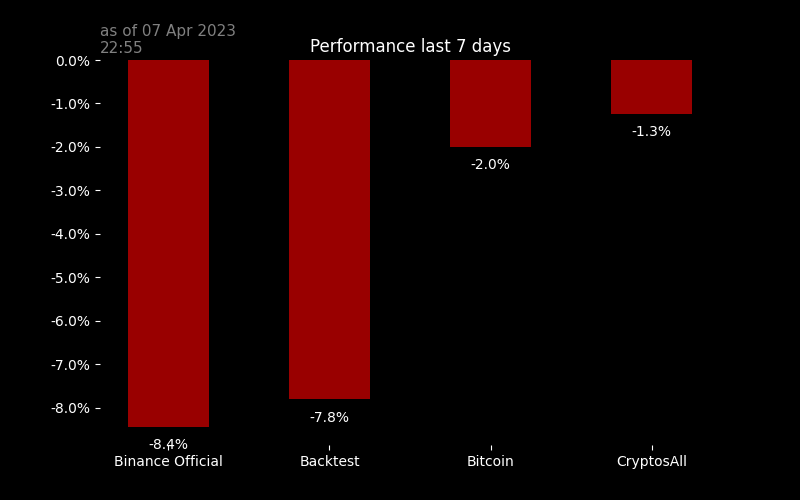 as of 07 Apr 2023
22:55
Performance last 7 days
0.0%
-1.0%
-2.0%
-3.0%
-4.0%
-5.0%
-6.0%
-7.0%
-8.0%
-8.4%
-7.8%
-2.0%
-1.3%
Binance Official
Backtest
Bitcoin
CryptosAll